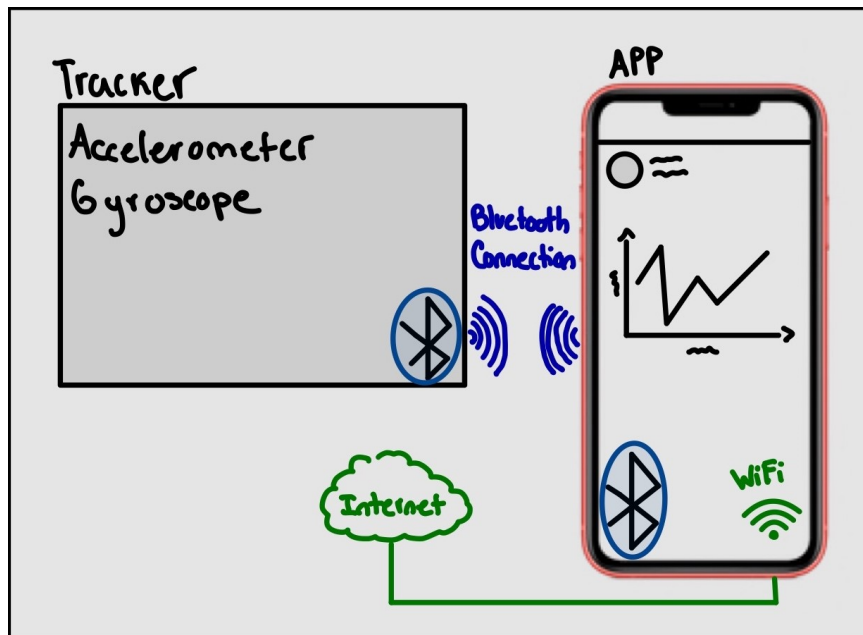 Tracker
Accelerometer
Gyroscope
Bluetooth
Connection
APP
WiFi
Internet